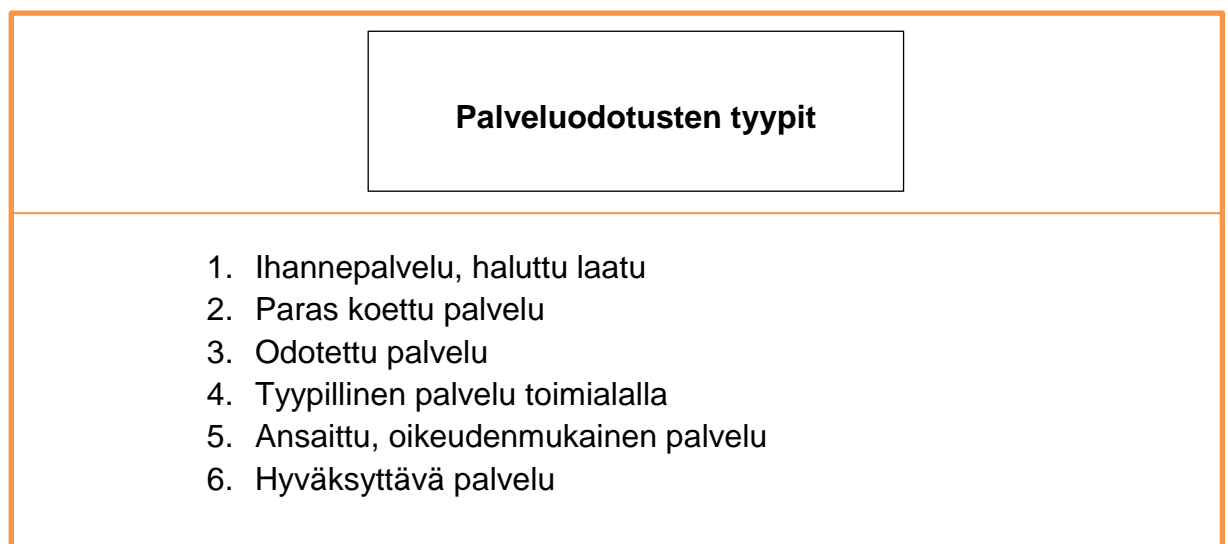 Palveluodotusten tyypit
1. Ihannepalvelu, haluttu laatu
2. Paras koettu palvelu
3. Odotettu palvelu
4. Tyypillinen palvelu toimialalla
5. Ansaittu, oikeudenmukainen palvelu
6. Hyväksyttävä palvelu